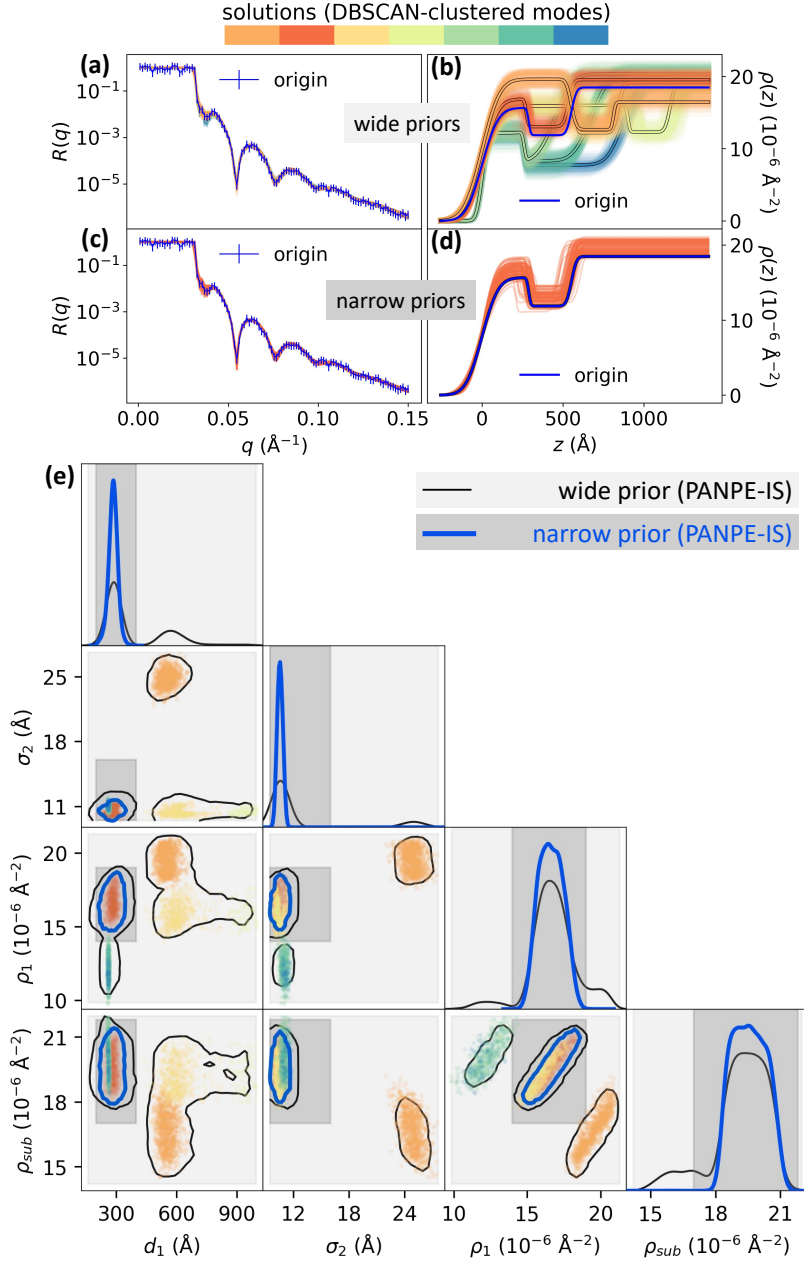 solutions (DBSCAN-clustered modes)
(a)
origin
10⁻¹
10⁻³
10⁻⁵
R(q)
wide priors
(b)
origin
20
10
0
ρ(z) (10⁻⁶ Å⁻²)
(c)
origin
10⁻¹
10⁻³
10⁻⁵
R(q)
narrow priors
(d)
origin
20
10
0
ρ(z) (10⁻⁶ Å⁻²)
0.00 0.05 0.10 0.15
q (Å⁻¹)
0 500 1000
z (Å)
(e)
wide prior (PANPE-IS)
narrow prior (PANPE-IS)
25
18
11
σ₂ (Å)
20
15
10
ρ₁ (10⁻⁶ Å⁻²)
21
18
15
ρsub (10⁻⁶ Å⁻²)
300 600 900
d₁ (Å)
12 18 24
σ₂ (Å)
10 15 20
ρ₁ (10⁻⁶ Å⁻²)
15 18 21
ρsub (10⁻⁶ Å⁻²)